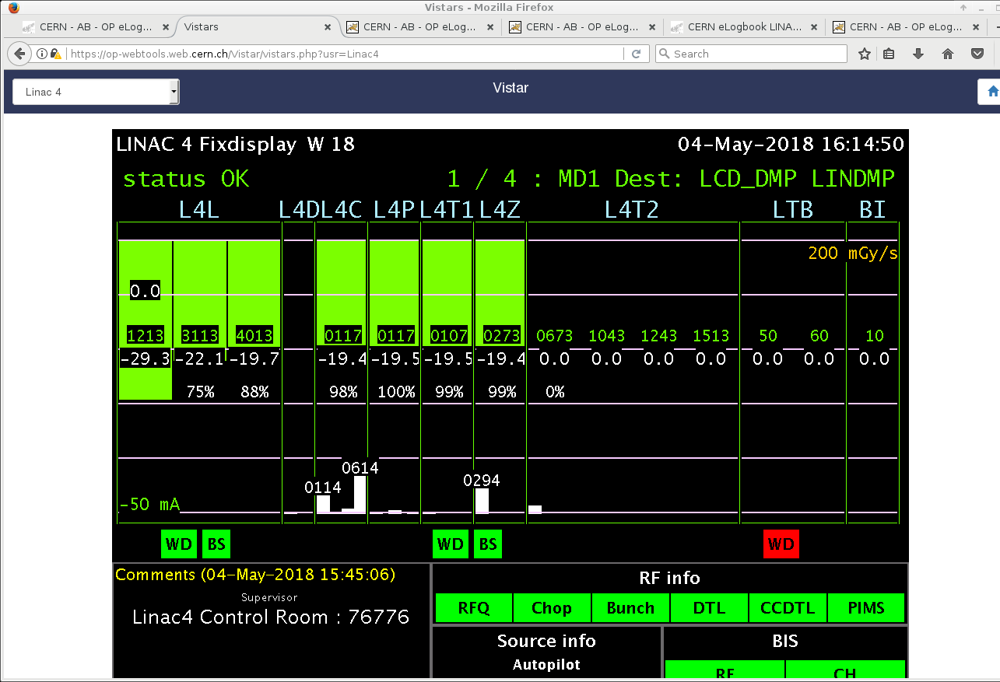 Vistars - Mozilla Firefox
CERN - AB - OP eLog... Vistars CERN - AB - OP eLog... CERN - AB - OP eLog... CERN eLogbook LINA... CERN - AB - OP eLog...
https://op-webtools.web.cern.ch/Vistar/vistars.php?usr=Linac4 Search
Linac 4 Vistar
LINAC 4 Fixdisplay W 18 04-May-2018 16:14:50
status OK 1 / 4 : MD1 Dest: LCD_DMP LINDMP
L4L L4D L4C L4P L4T1 L4Z L4T2 LTB BI
200 mGy/s
0.0
1213 3113 4013 0117 0117 0107 0273 0673 1043 1243 1513 50 60 10
-29.3 -22.1 -19.7 -19.4 -19.5 -19.5 -19.4 0.0 0.0 0.0 0.0 0.0 0.0 0.0
75% 88% 98% 100% 99% 99% 0%
0614
0114 0294
-50 mA
WD BS WD BS WD
Comments (04-May-2018 15:45:06)
Supervisor
Linac4 Control Room : 76776
RF info
RFQ Chop Bunch DTL CCDTL PIMS
Source info
Autopilot
BIS
RF CH